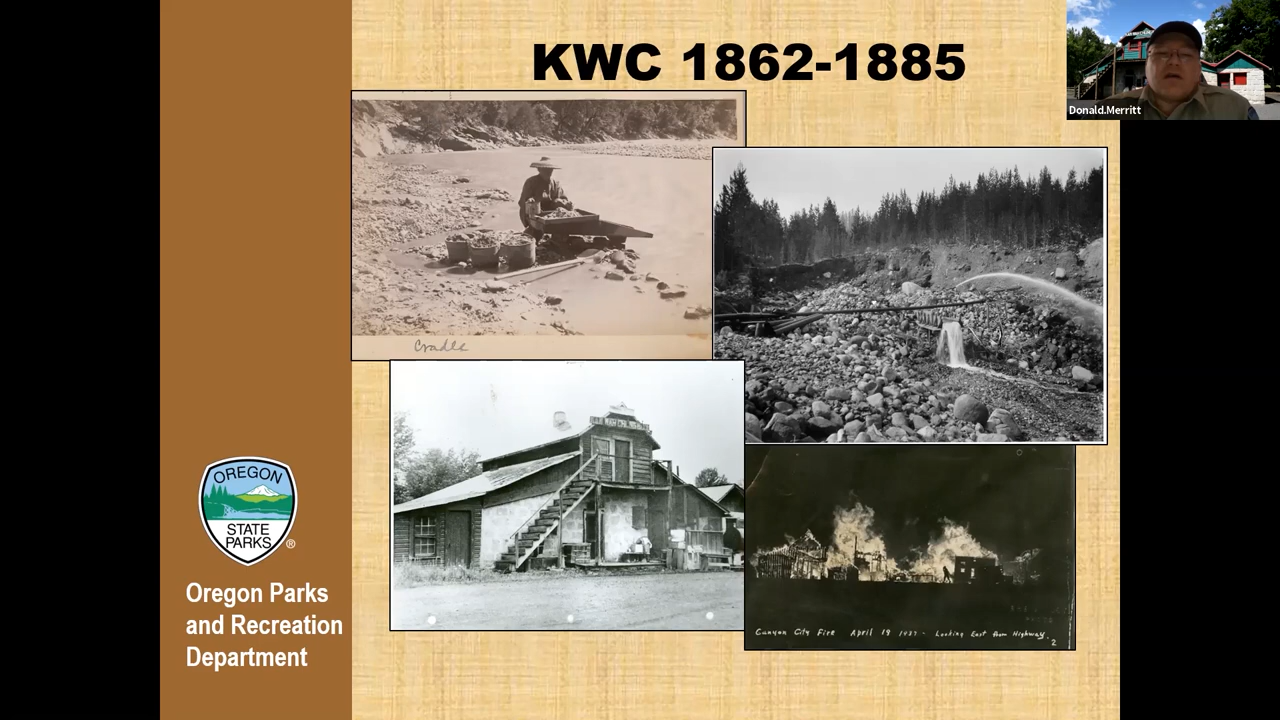 KWC 1862-1885
Donald.Merritt
Cradle
Canyon City Fire April 19 1937 - Looking East from Highway
2
OREGON
STATE
PARKS
®
Oregon Parks
and Recreation
Department